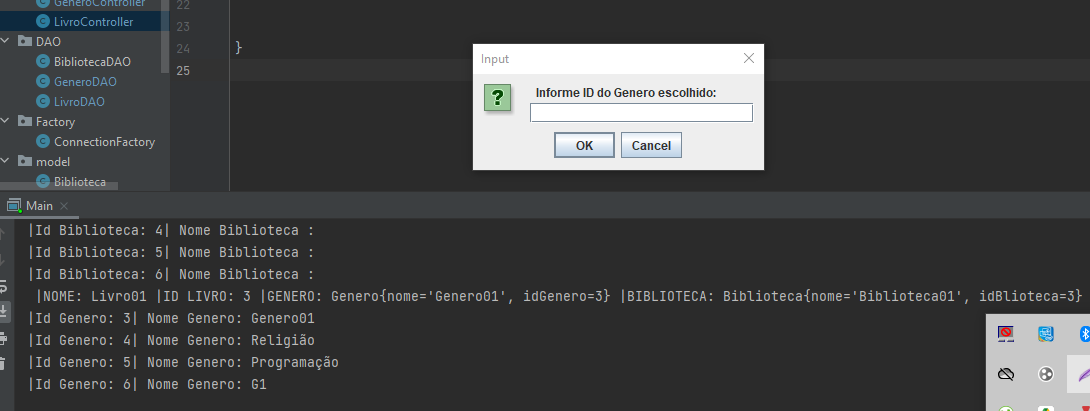 GeneroController
LivroController
DAO
BibliotecaDAO
GeneroDAO
LivroDAO
Factory
ConnectionFactory
model
Biblioteca
22
23
24 }
25
Input
Informe ID do Genero escolhido:
OK Cancel
Main
|Id Biblioteca: 4| Nome Biblioteca :
|Id Biblioteca: 5| Nome Biblioteca :
|Id Biblioteca: 6| Nome Biblioteca :
|NOME: Livro01 |ID LIVRO: 3 |GENERO: Genero{nome='Genero01', idGenero=3} |BIBLIOTECA: Biblioteca{nome='Biblioteca01', idBlioteca=3}
|Id Genero: 3| Nome Genero: Genero01
|Id Genero: 4| Nome Genero: Religião
|Id Genero: 5| Nome Genero: Programação
|Id Genero: 6| Nome Genero: G1